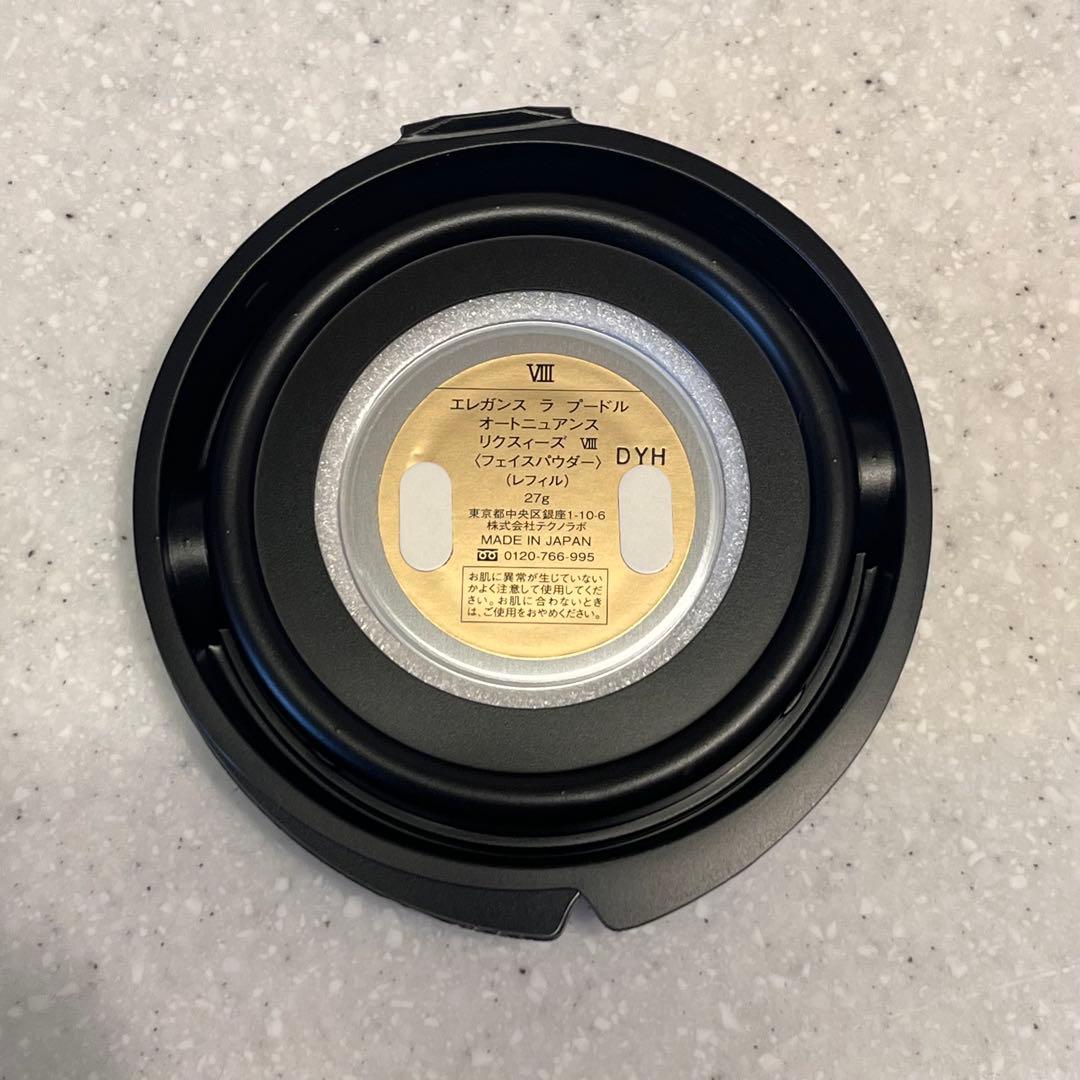 Ⅷ
エレガンス ラ プードル
オートニュアンス
リクスィーズ Ⅷ
〈フェイスパウダー〉 DYH
(レフィル)
27g
東京都中央区銀座1-10-6
株式会社テクノラボ
MADE IN JAPAN
0120-766-995
お肌に異常が生じていない
かよく注意して使用してくだ
さい。お肌に合わないとき
は、ご使用をおやめください。